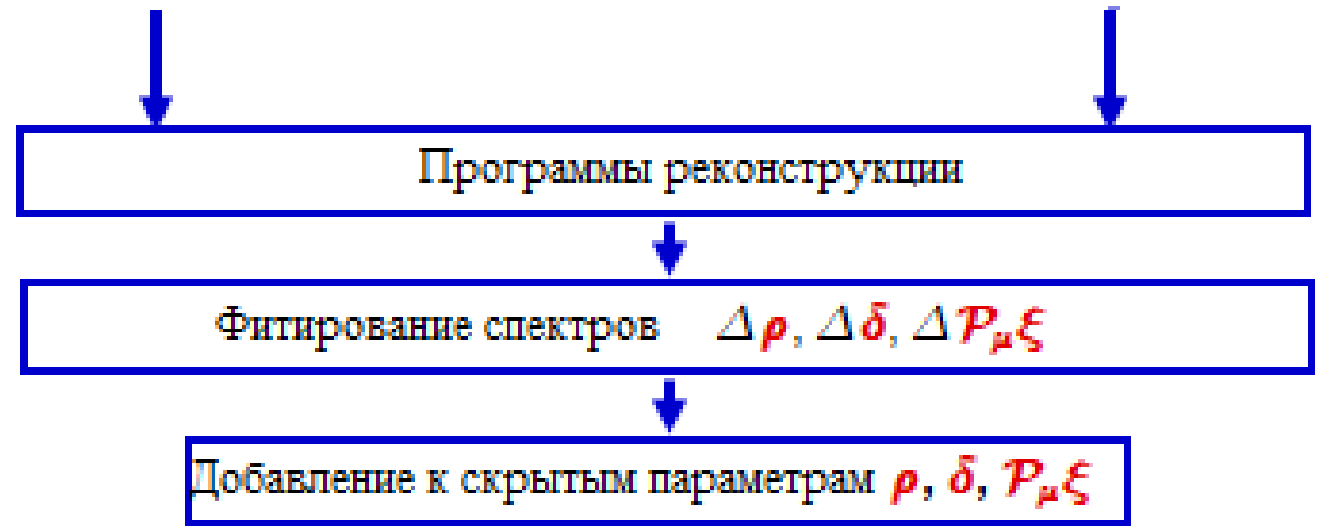 Программы реконструкции
Фитирование спектров Δρ, Δδ, Δ𝒫μξ
Добавление к скрытым параметрам ρ, δ, 𝒫μξ